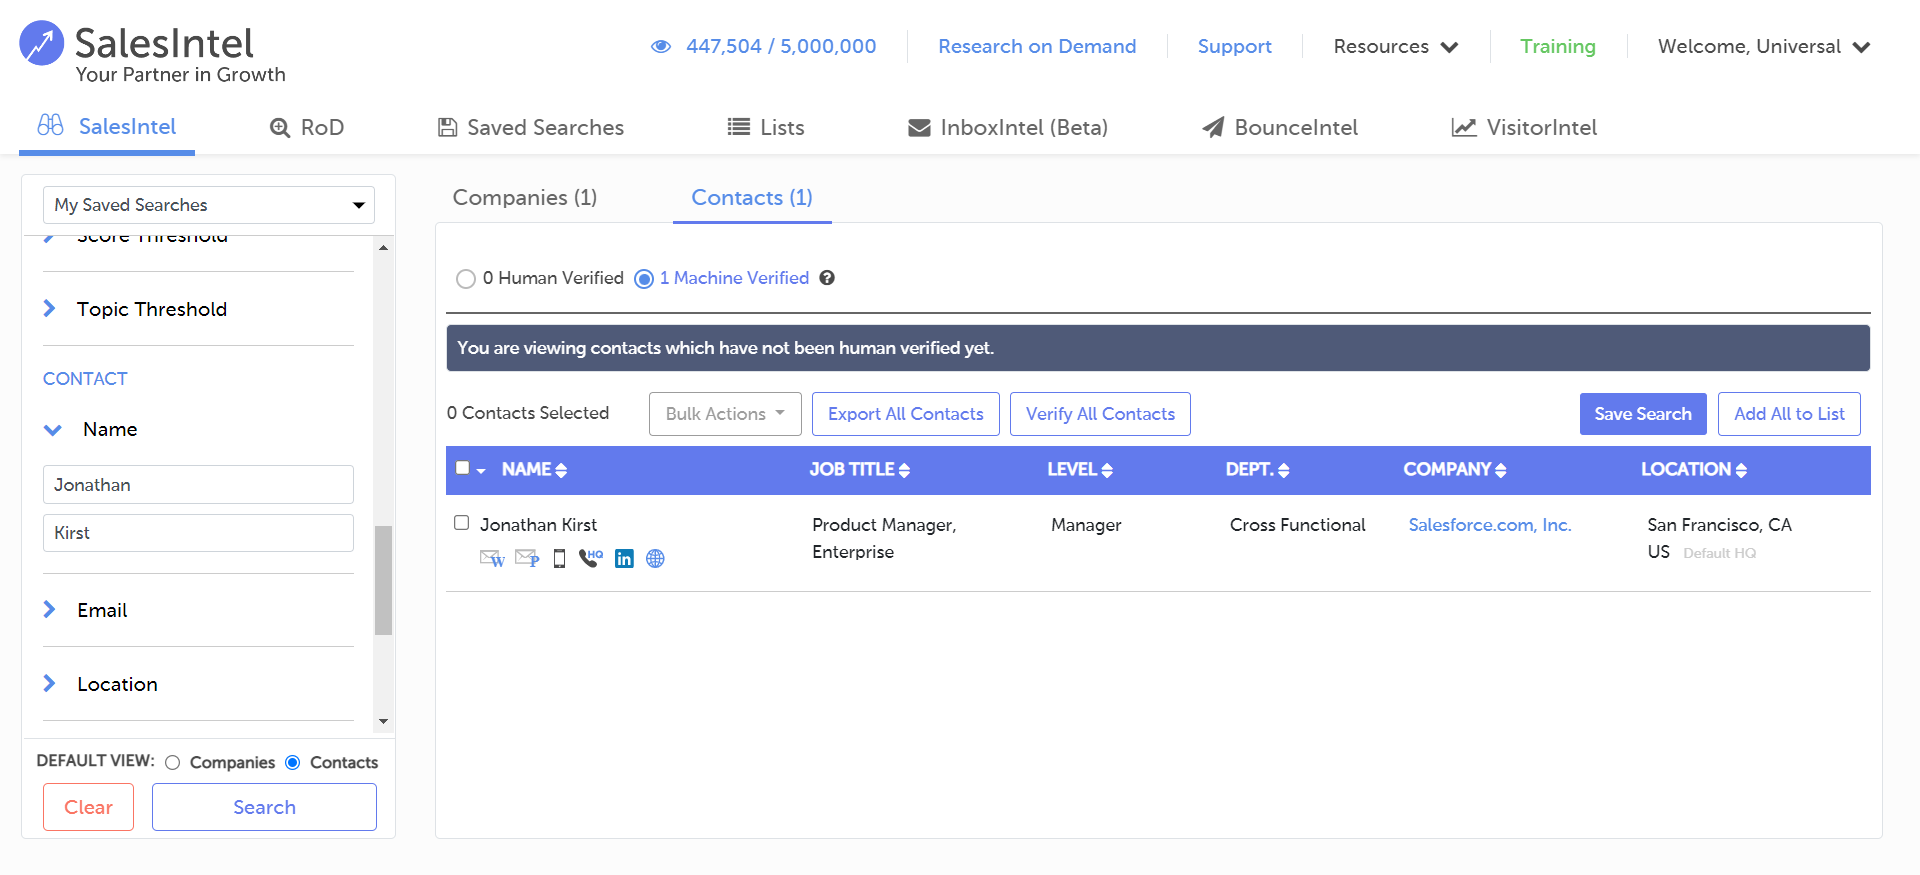 SalesIntel
Your Partner in Growth
447,504 / 5,000,000
Research on Demand
Support
Resources
Training
Welcome, Universal
SalesIntel
RoD
Saved Searches
Lists
InboxIntel (Beta)
BounceIntel
VisitorIntel
My Saved Searches
Score Threshold
Topic Threshold
CONTACT
Name
Jonathan
Kirst
Email
Location
DEFAULT VIEW: Companies Contacts
Clear Search
Companies (1) Contacts (1)
0 Human Verified 1 Machine Verified ?
You are viewing contacts which have not been human verified yet.
0 Contacts Selected Bulk Actions Export All Contacts Verify All Contacts Save Search Add All to List
NAME JOB TITLE LEVEL DEPT. COMPANY LOCATION
Jonathan Kirst Product Manager, Manager Cross Functional Salesforce.com, Inc. San Francisco, CA
W P HQ in Enterprise US Default HQ